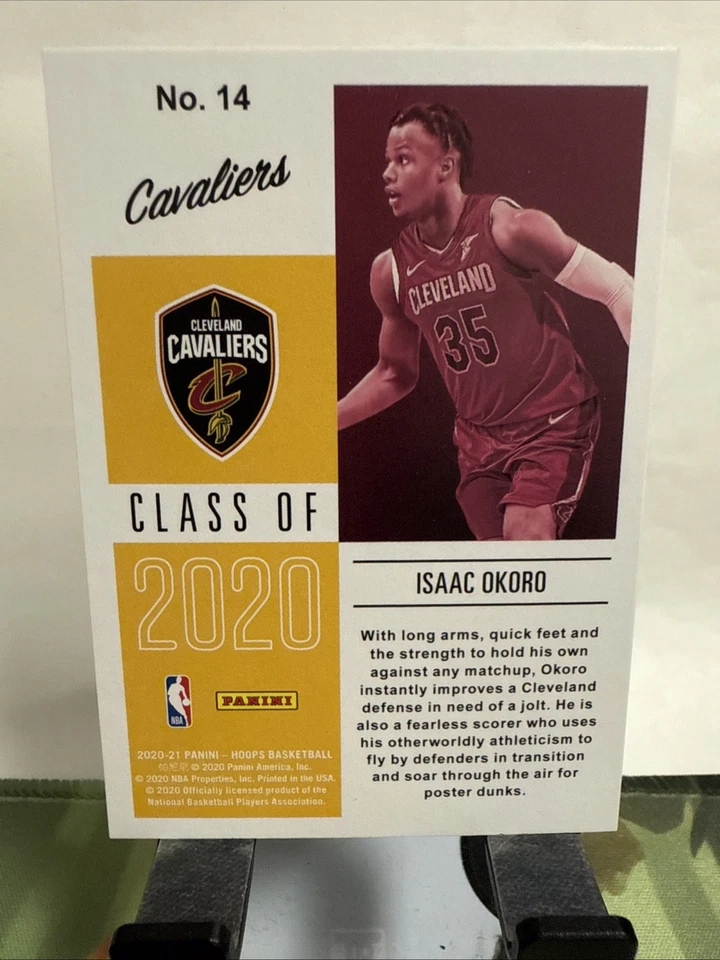 No. 14
Cavaliers
CLEVELAND
CAVALIERS
C
CLASS OF
2020
NBA
PANINI
2020-21 PANINI – HOOPS BASKETBALL
© 2020 Panini America, Inc.
© 2020 NBA Properties, Inc. Printed in the USA.
© 2020 Officially licensed product of the
National Basketball Players Association.
CLEVELAND
35
ISAAC OKORO
With long arms, quick feet and
the strength to hold his own
against any matchup, Okoro
instantly improves a Cleveland
defense in need of a jolt. He is
also a fearless scorer who uses
his otherworldly athleticism to
fly by defenders in transition
and soar through the air for
poster dunks.